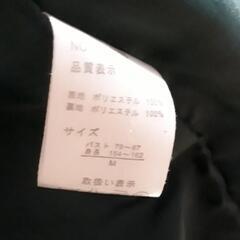 NO
品質表示
表地 ポリエステル 100%
裏地 ポリエステル 100%
サイズ
バスト 79-87
身長 154-162
M
取扱い表示